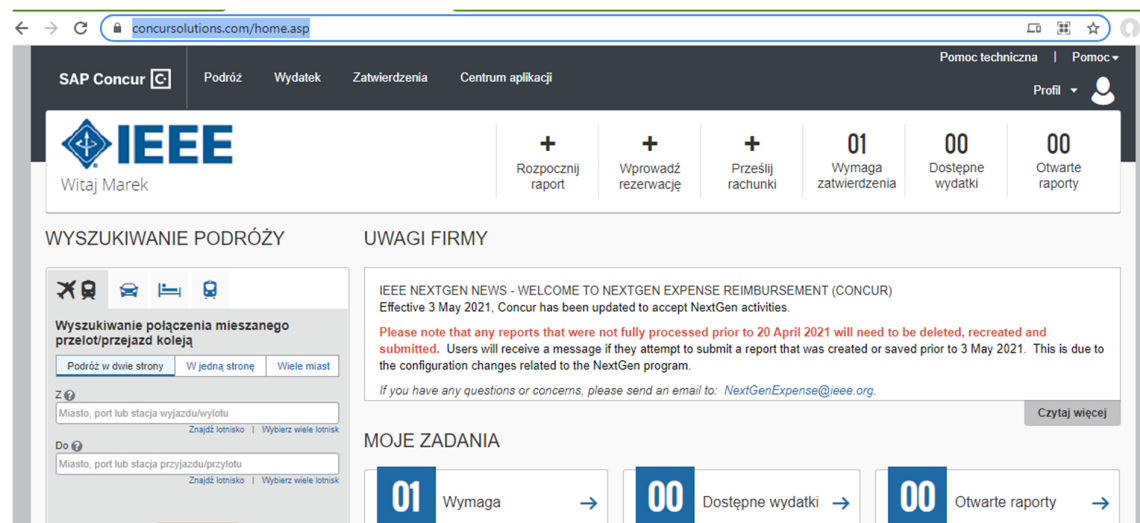 concursolutions.com/home.asp
Pomoc techniczna | Pomoc
SAP Concur C
Podróż
Wydatek
Zatwierdzenia
Centrum aplikacji
Profil
IEEE
Witaj Marek
+
Rozpocznij
raport
+
Wprowadź
rezerwację
+
Prześlij
rachunki
01
Wymaga
zatwierdzenia
00
Dostępne
wydatki
00
Otwarte
raporty
WYSZUKIWANIE PODRÓŻY
Wyszukiwanie połączenia mieszanego
przelot/przejazd koleją
Podróż w dwie strony
W jedną stronę
Wiele miast
Z ?
Miasto, port lub stacja wyjazdu/wylotu
Znajdź lotnisko | Wybierz wiele lotnisk
Do ?
Miasto, port lub stacja przyjazdu/przylotu
Znajdź lotnisko | Wybierz wiele lotnisk
UWAGI FIRMY
IEEE NEXTGEN NEWS - WELCOME TO NEXTGEN EXPENSE REIMBURSEMENT (CONCUR)
Effective 3 May 2021, Concur has been updated to accept NextGen activities.
Please note that any reports that were not fully processed prior to 20 April 2021 will need to be deleted, recreated and
submitted. Users will receive a message if they attempt to submit a report that was created or saved prior to 3 May 2021. This is due to
the configuration changes related to the NextGen program.
If you have any questions or concerns, please send an email to: NextGenExpense@ieee.org.
Czytaj więcej
MOJE ZADANIA
01
Wymaga
00
Dostępne wydatki
00
Otwarte raporty